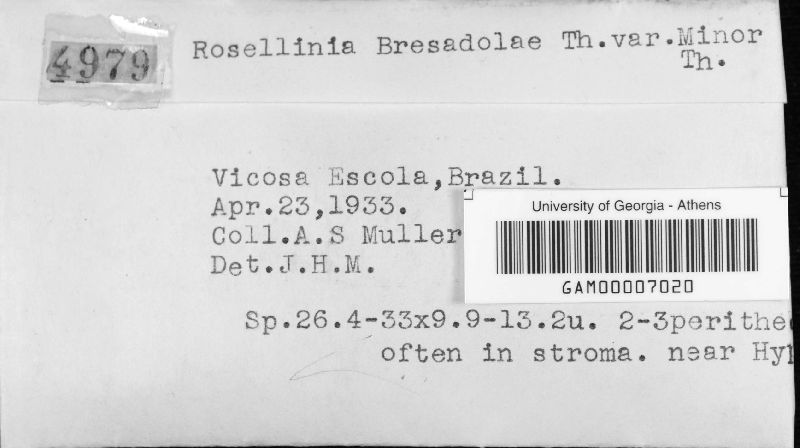 4979
Rosellinia Bresadolae Th.var.Minor
Th.
Vicosa Escola,Brazil.
Apr.23,1933.
Coll.A.S Muller
Det.J.H.M.
University of Georgia - Athens
GAM00007020
Sp.26.4-33x9.9-13.2u. 2-3perithe
often in stroma. near Hyp